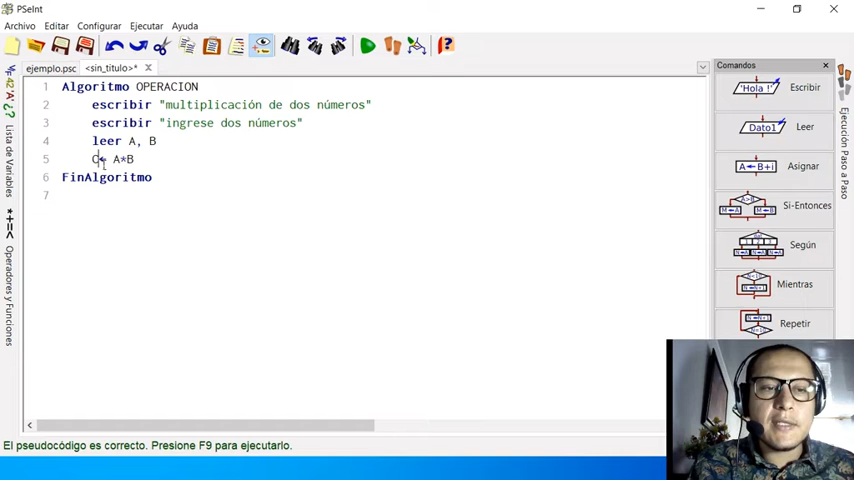 PSeInt
Archivo Editar Configurar Ejecutar Ayuda
ejemplo.psc <sin_titulo>*
Comandos
1 Algoritmo OPERACION
2 escribir "multiplicación de dos números"
3 escribir "ingrese dos números"
4 leer A, B
5 C<- A*B
6 FinAlgoritmo
7
Lista de Variables
*+=< Operadores y Funciones
'Hola !' Escribir
Dato1 Leer
A←B+i Asignar
Si-Entonces
Según
Mientras
Repetir
Ejecución Paso a Paso
El pseudocódigo es correcto. Presione F9 para ejecutarlo.